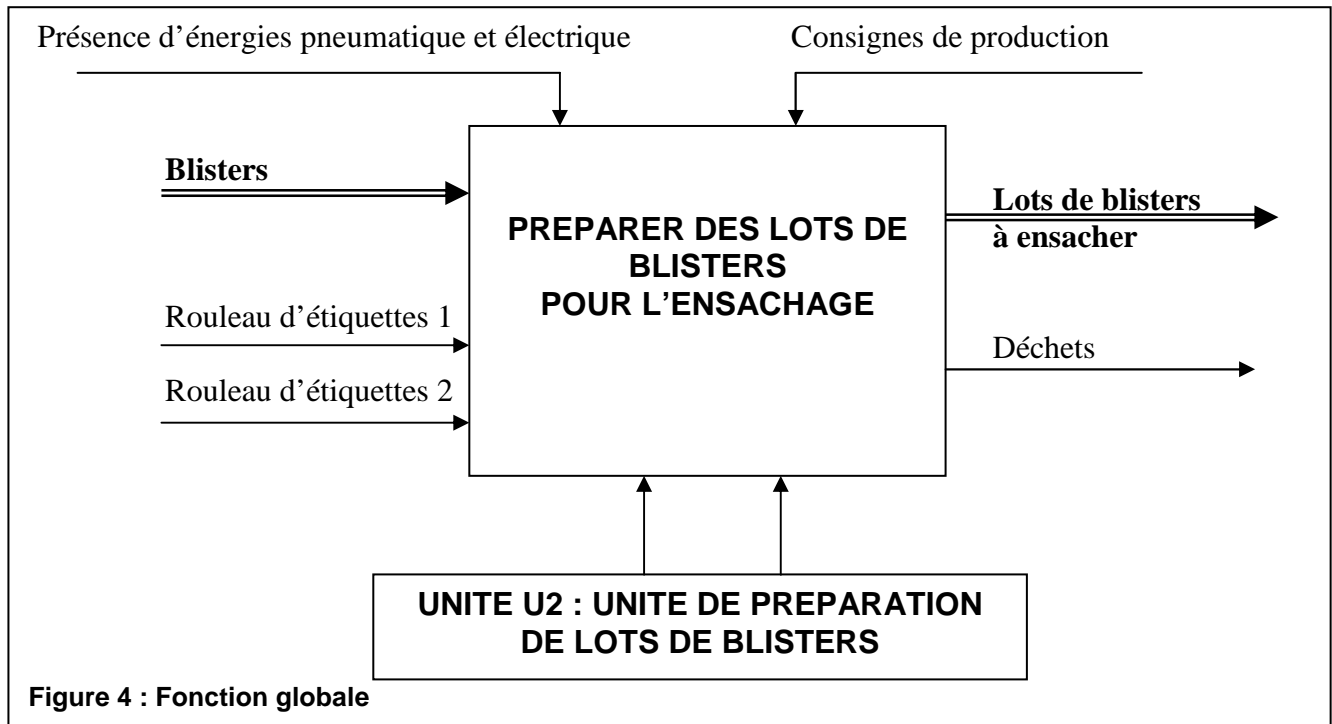 Présence d’énergies pneumatique et électrique
Consignes de production
Blisters
Rouleau d’étiquettes 1
Rouleau d’étiquettes 2
PREPARER DES LOTS DE
BLISTERS
POUR L’ENSACHAGE
Lots de blisters
à ensacher
Déchets
UNITE U2 : UNITE DE PREPARATION
DE LOTS DE BLISTERS
Figure 4 : Fonction globale